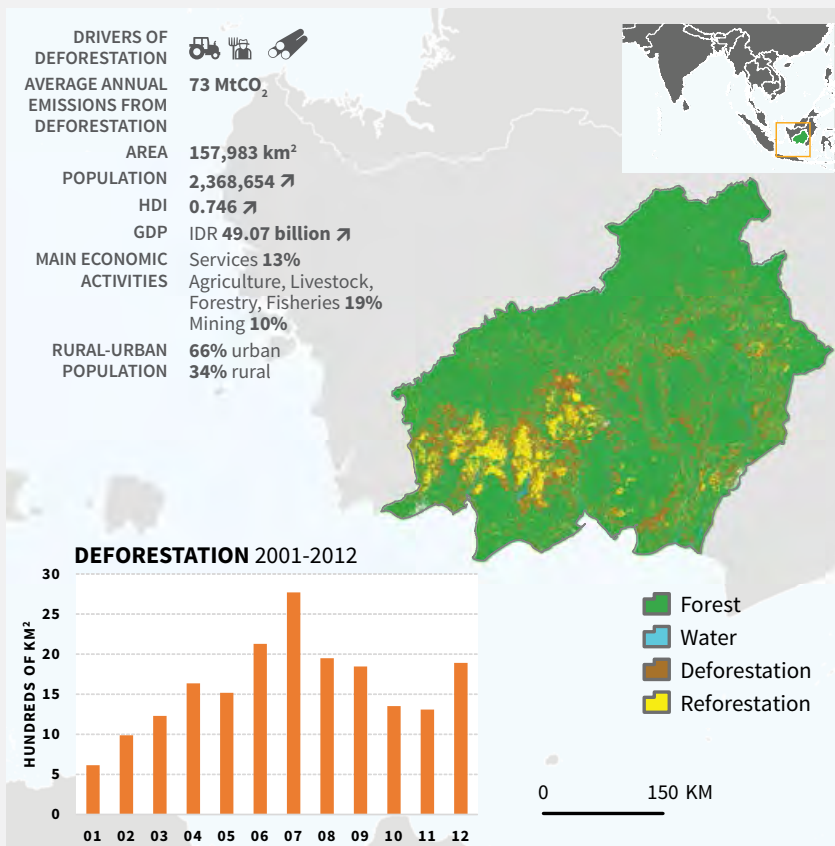 DRIVERS OF
DEFORESTATION
AVERAGE ANNUAL
EMISSIONS FROM
DEFORESTATION
73 MtCO₂
AREA 157,983 km²
POPULATION 2,368,654 ↗
HDI 0.746 ↗
GDP IDR 49.07 billion ↗
MAIN ECONOMIC
ACTIVITIES
Services 13%
Agriculture, Livestock,
Forestry, Fisheries 19%
Mining 10%
RURAL-URBAN
POPULATION
66% urban
34% rural
DEFORESTATION 2001-2012
HUNDREDS OF KM²
30
25
20
15
10
5
0
01 02 03 04 05 06 07 08 09 10 11 12
Forest
Water
Deforestation
Reforestation
0 150 KM